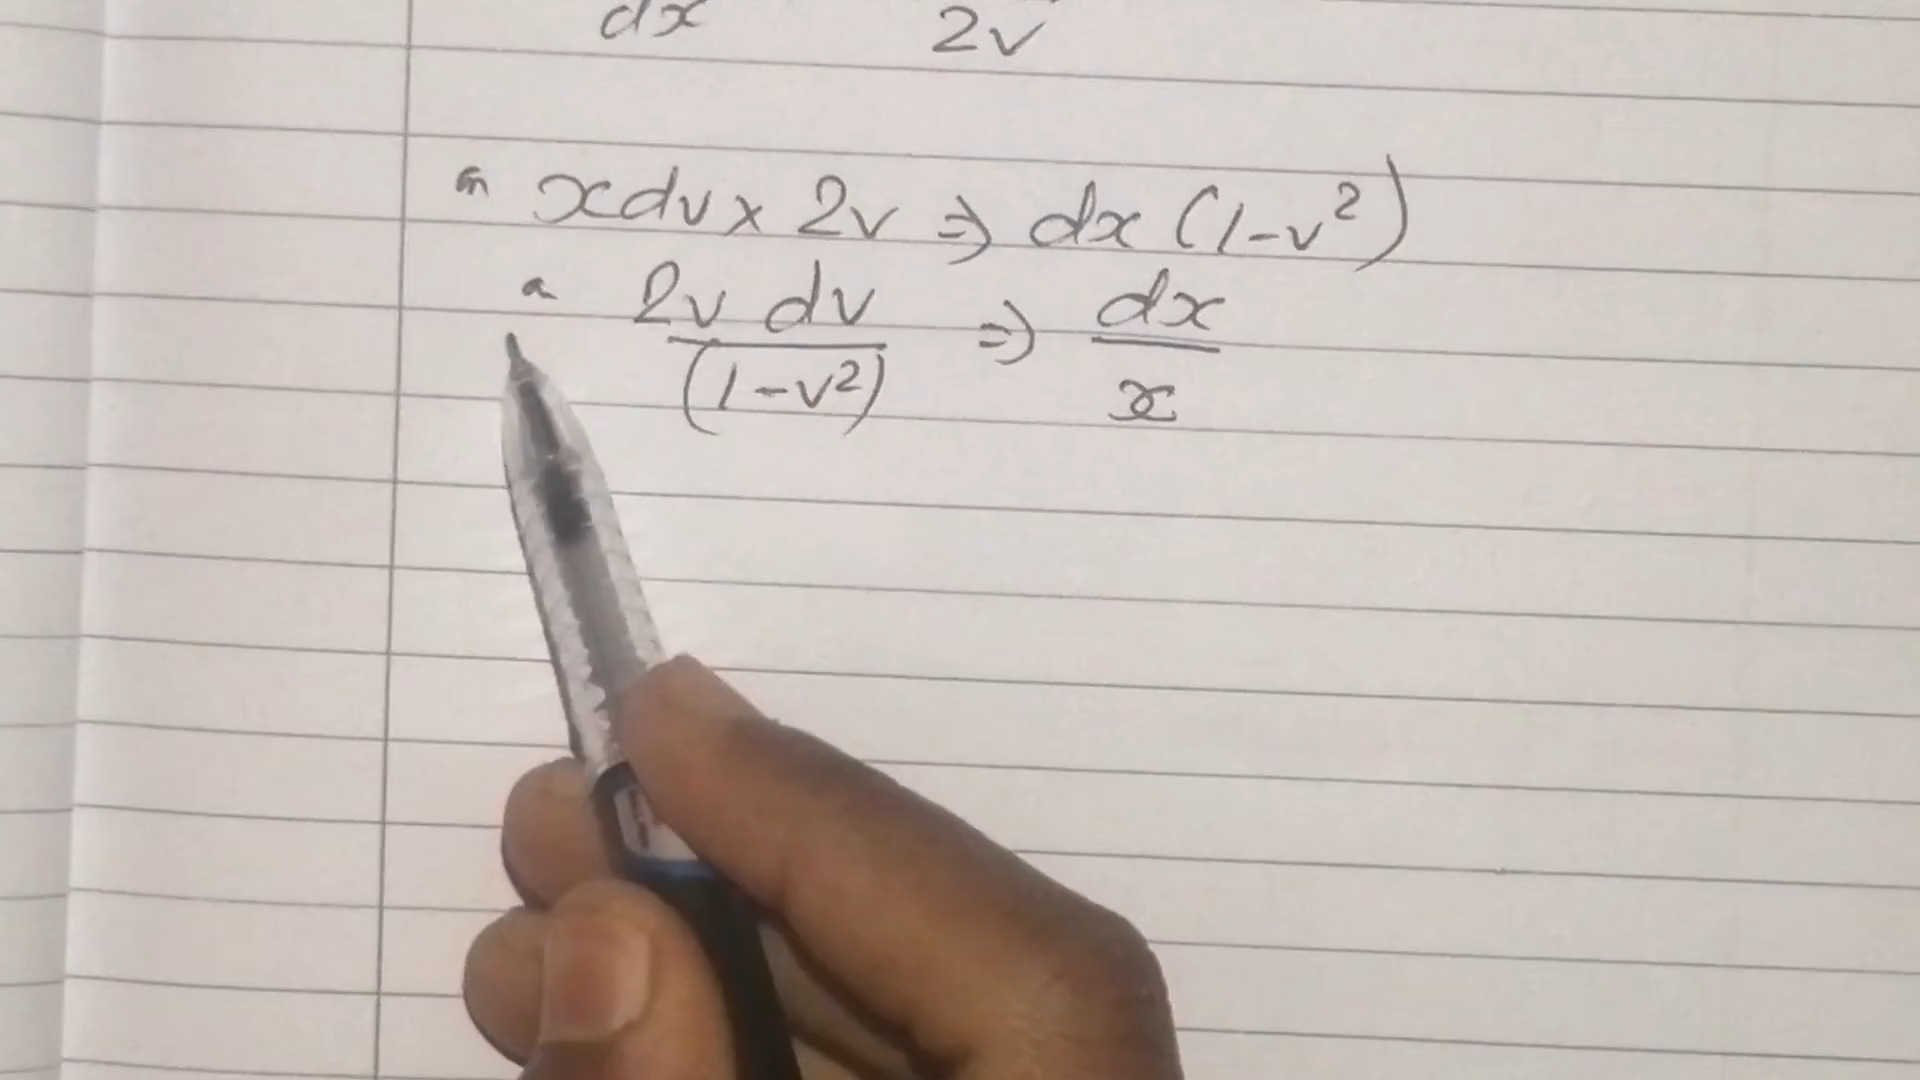 dx 2v
x dv x 2v => dx (1-v²)
2v dv / (1-v²) => dx / x